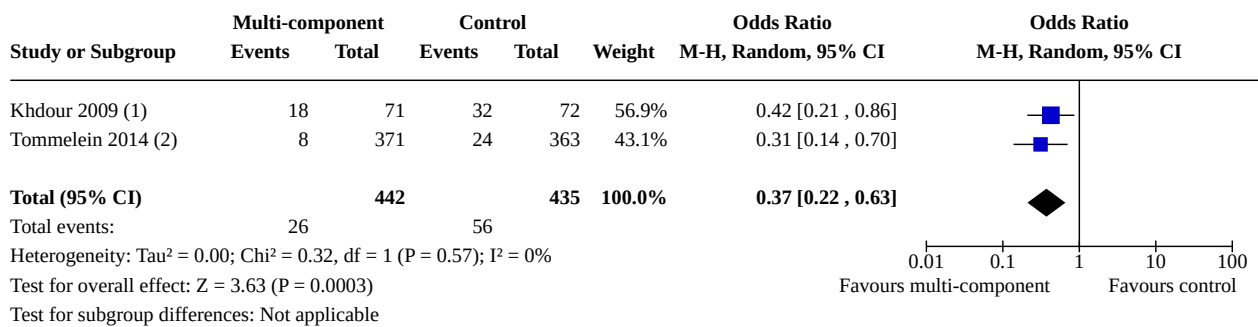 Multi-component Control Odds Ratio Odds Ratio
Study or Subgroup Events Total Events Total Weight M-H, Random, 95% CI M-H, Random, 95% CI
Khdour 2009 (1) 18 71 32 72 56.9% 0.42 [0.21 , 0.86]
Tommelein 2014 (2) 8 371 24 363 43.1% 0.31 [0.14 , 0.70]
Total (95% CI) 442 435 100.0% 0.37 [0.22 , 0.63]
Total events: 26 56
Heterogeneity: Tau² = 0.00; Chi² = 0.32, df = 1 (P = 0.57); I² = 0%
0.01 0.1 1 10 100
Test for overall effect: Z = 3.63 (P = 0.0003)
Favours multi-component Favours control
Test for subgroup differences: Not applicable